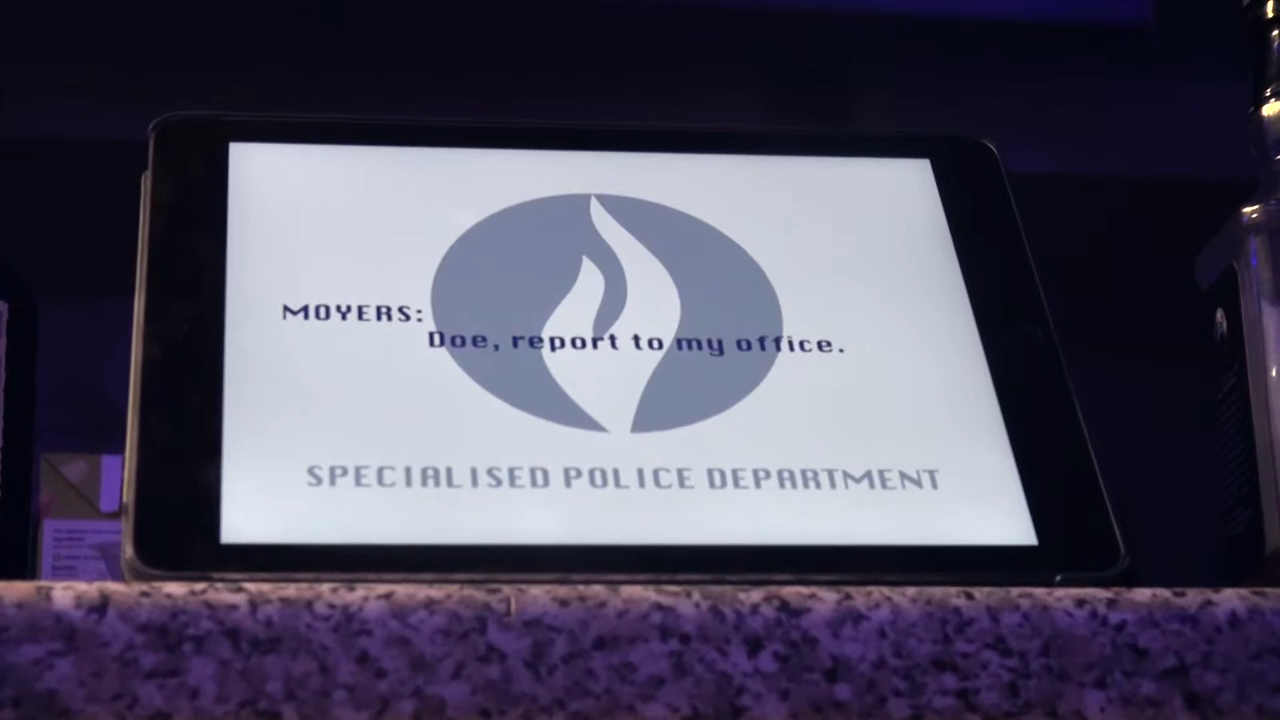 MOYERS:
Doe, report to my office.
SPECIALISED POLICE DEPARTMENT